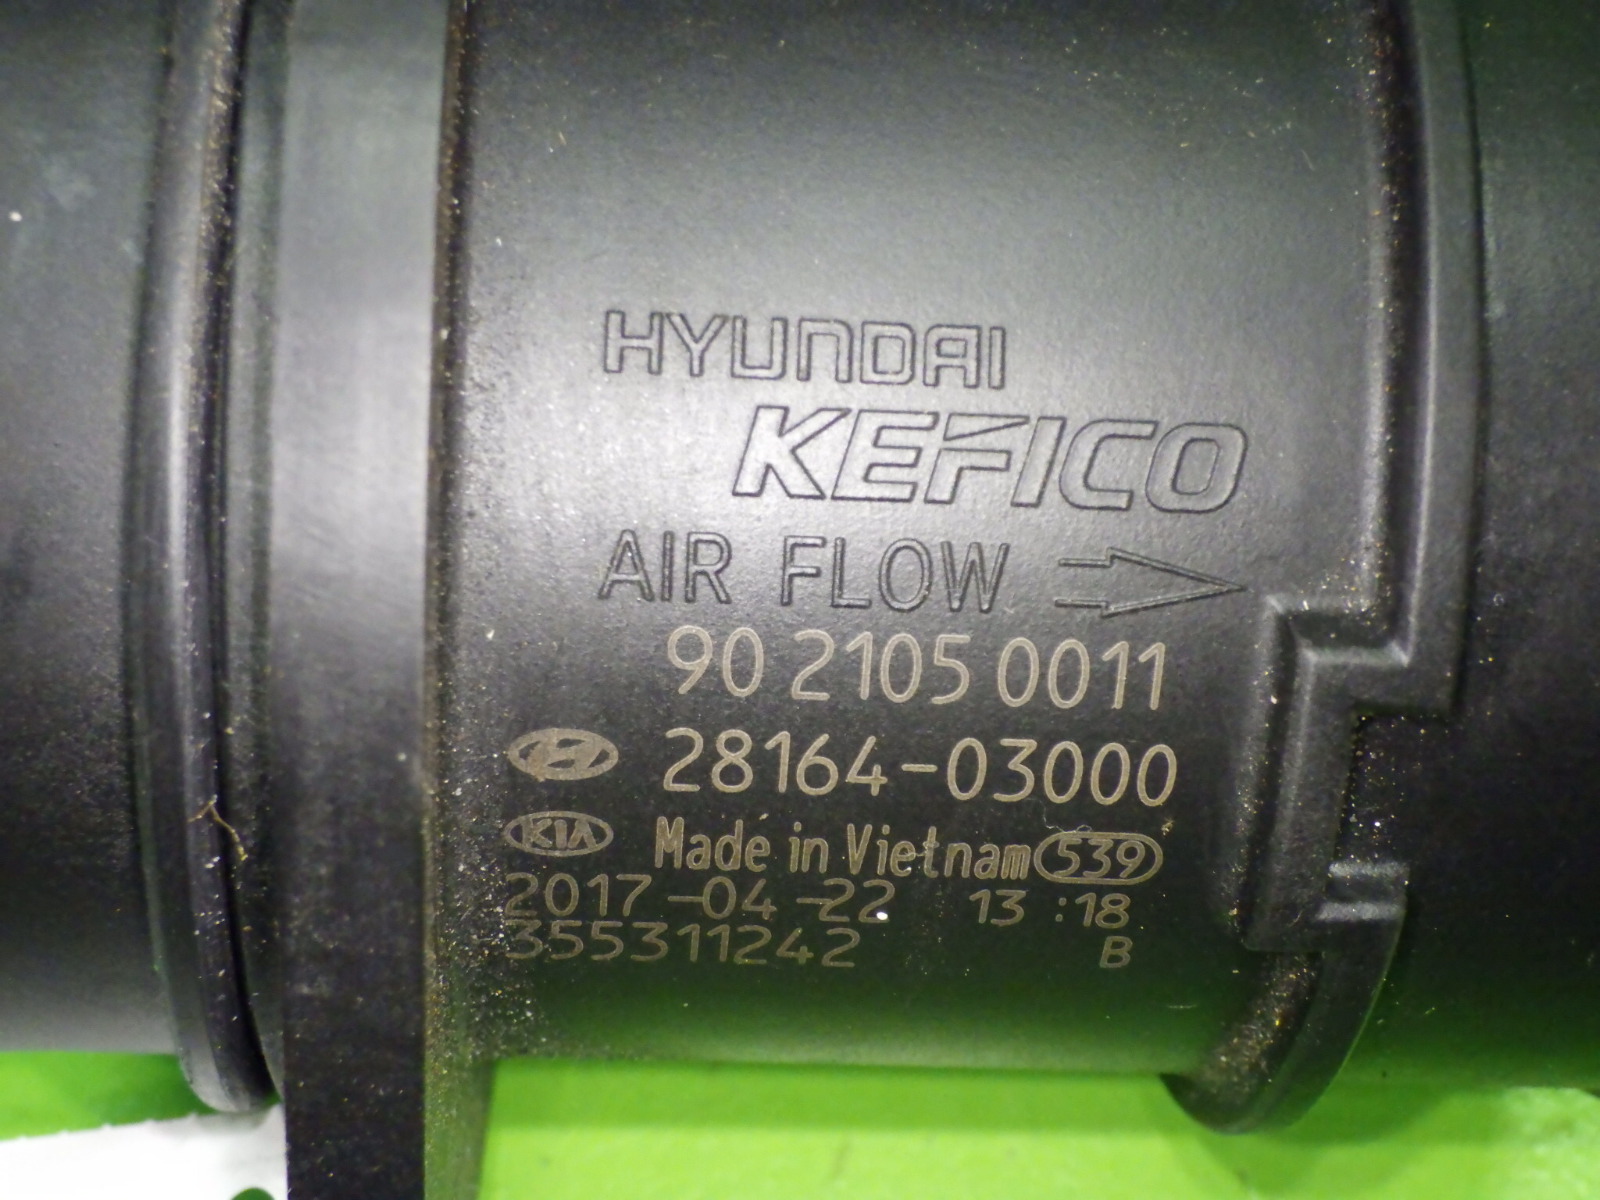 HYUNDAI
KEFICO
AIR FLOW
90 2105 0011
28164-03000
KIA Made in Vietnam 539
2017-04-22 13:18
355311242 B